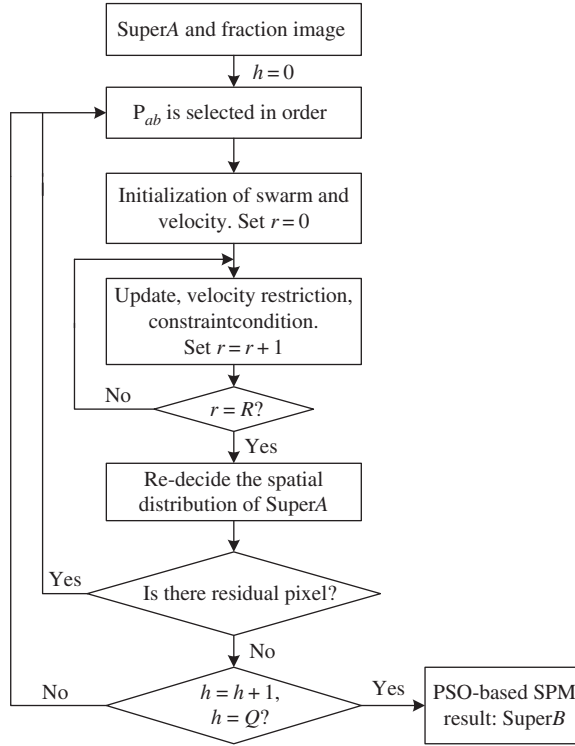 SuperA and fraction image
h = 0
Pab is selected in order
Initialization of swarm and
velocity. Set r = 0
Update, velocity restriction,
constraintcondition.
Set r = r + 1
No
r = R?
Yes
Re-decide the spatial
distribution of SuperA
Yes
Is there residual pixel?
No
No
h = h + 1,
h = Q?
Yes
PSO-based SPM
result: SuperB